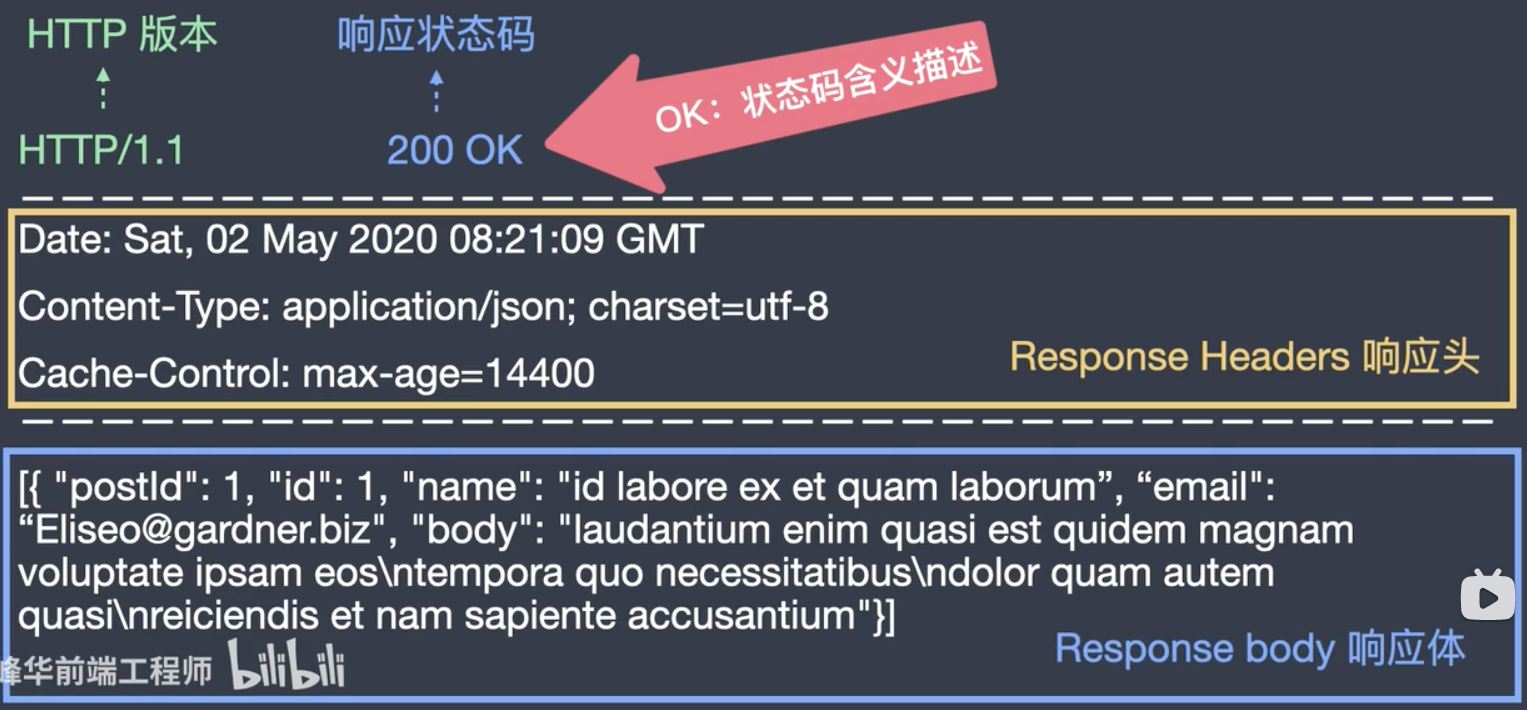 HTTP 版本 响应状态码
OK：状态码含义描述
HTTP/1.1 200 OK
Date: Sat, 02 May 2020 08:21:09 GMT
Content-Type: application/json; charset=utf-8
Cache-Control: max-age=14400
Response Headers 响应头
[{ "postId": 1, "id": 1, "name": "id labore ex et quam laborum”, “email":
“Eliseo@gardner.biz", "body": "laudantium enim quasi est quidem magnam
voluptate ipsam eos\ntempora quo necessitatibus\ndolor quam autem
quasi\nreiciendis et nam sapiente accusantium"}]
Response body 响应体
峰华前端工程师 bilibili